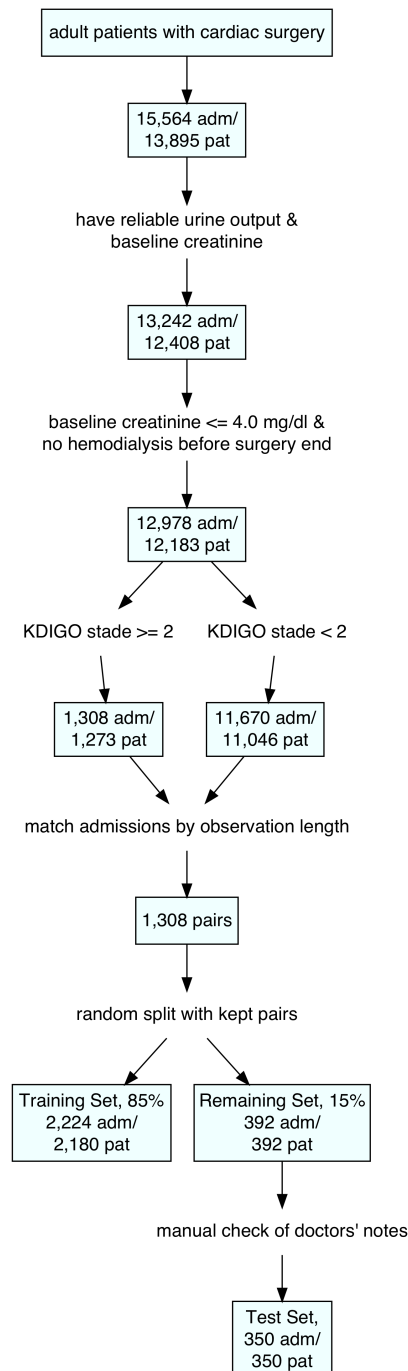 adult patients with cardiac surgery
15,564 adm/
13,895 pat
have reliable urine output &
baseline creatinine
13,242 adm/
12,408 pat
baseline creatinine <= 4.0 mg/dl &
no hemodialysis before surgery end
12,978 adm/
12,183 pat
KDIGO stade >= 2
KDIGO stade < 2
1,308 adm/
1,273 pat
11,670 adm/
11,046 pat
match admissions by observation length
1,308 pairs
random split with kept pairs
Training Set, 85%
2,224 adm/
2,180 pat
Remaining Set, 15%
392 adm/
392 pat
manual check of doctors' notes
Test Set,
350 adm/
350 pat